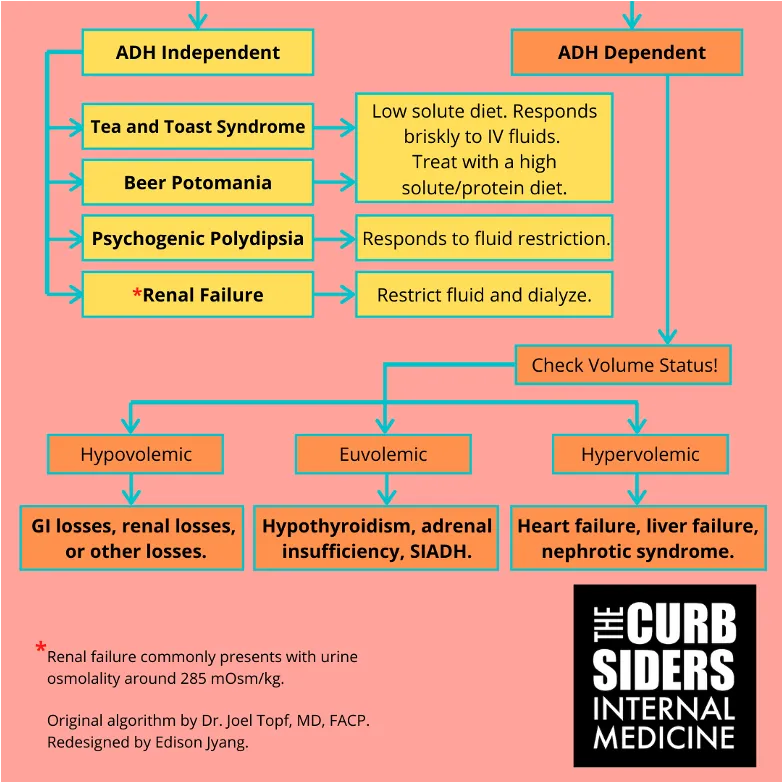 ADH Independent
ADH Dependent
Tea and Toast Syndrome
Low solute diet. Responds
briskly to IV fluids.
Treat with a high
solute/protein diet.
Beer Potomania
Psychogenic Polydipsia
Responds to fluid restriction.
*Renal Failure
Restrict fluid and dialyze.
Check Volume Status!
Hypovolemic
Euvolemic
Hypervolemic
GI losses, renal losses,
or other losses.
Hypothyroidism, adrenal
insufficiency, SIADH.
Heart failure, liver failure,
nephrotic syndrome.
*Renal failure commonly presents with urine
osmolality around 285 mOsm/kg.
Original algorithm by Dr. Joel Topf, MD, FACP.
Redesigned by Edison Jyang.
THE CURB
SIDERS
INTERNAL
MEDICINE